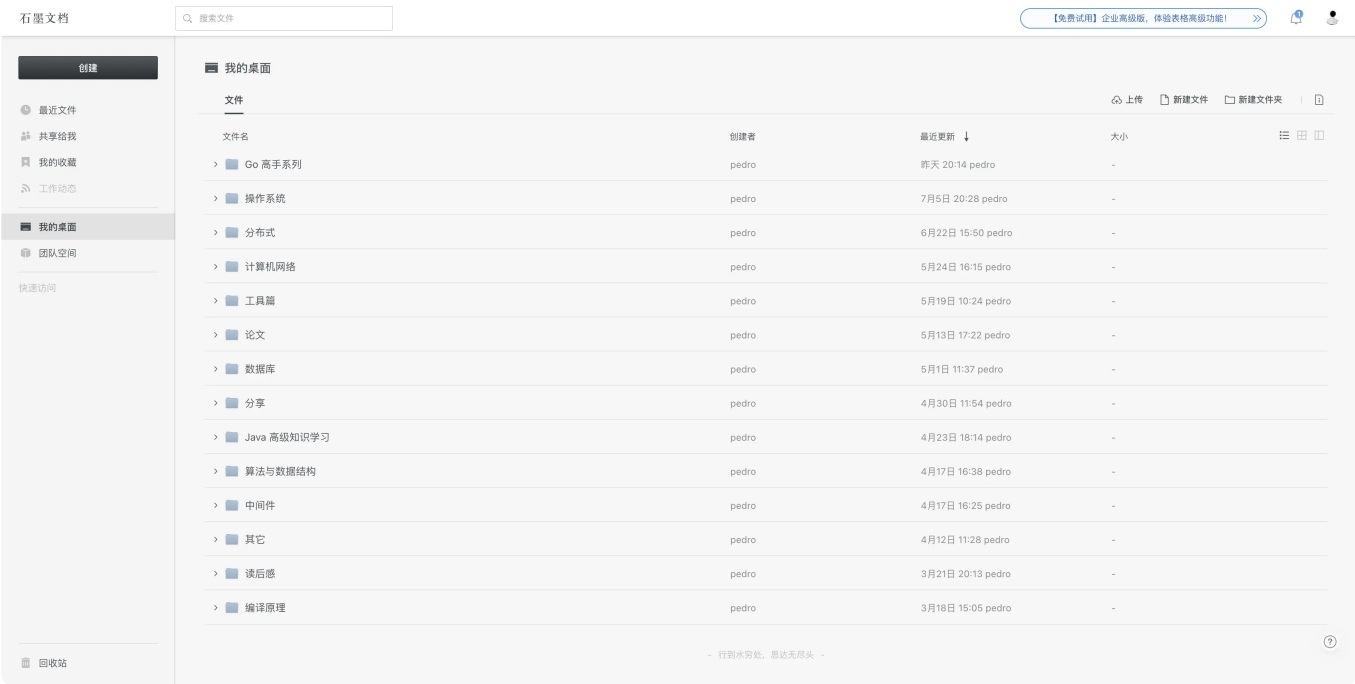 石墨文档
搜索文件
【免费试用】企业高级版，体验表格高级功能！
1
创建
最近文件
共享给我
我的收藏
工作动态
我的桌面
团队空间
快速访问
回收站
我的桌面
文件
上传 新建文件 新建文件夹
文件名 创建者 最近更新 大小
Go 高手系列 pedro 昨天 20:14 pedro -
操作系统 pedro 7月5日 20:28 pedro -
分布式 pedro 6月22日 15:50 pedro -
计算机网络 pedro 5月24日 16:15 pedro -
工具篇 pedro 5月19日 10:24 pedro -
论文 pedro 5月13日 17:22 pedro -
数据库 pedro 5月1日 11:37 pedro -
分享 pedro 4月30日 11:54 pedro -
Java 高级知识学习 pedro 4月23日 18:14 pedro -
算法与数据结构 pedro 4月17日 16:38 pedro -
中间件 pedro 4月17日 16:25 pedro -
其它 pedro 4月12日 11:28 pedro -
读后感 pedro 3月21日 20:13 pedro -
编译原理 pedro 3月18日 15:05 pedro -
- 行到水穷处，思达无尽头 -
?